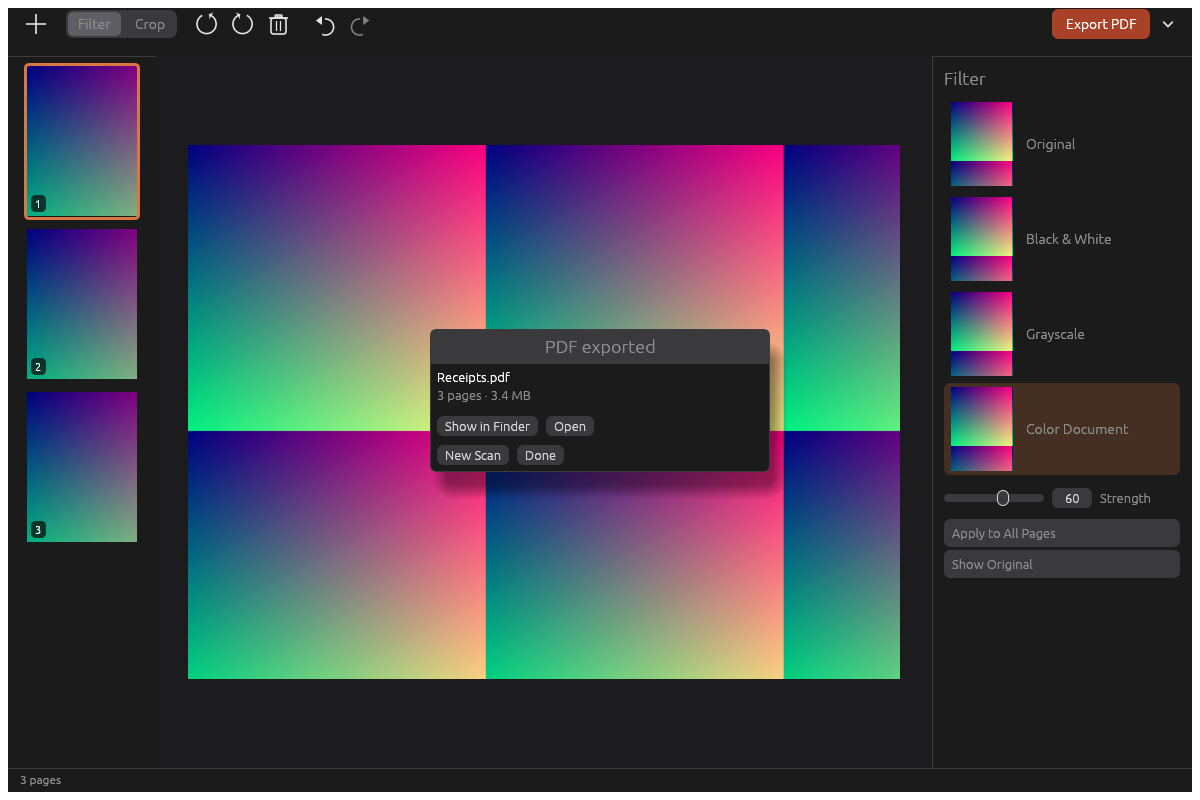 Filter Crop Export PDF
1
2
3
PDF exported
Receipts.pdf
3 pages · 3.4 MB
Show in Finder Open
New Scan Done
Filter
Original
Black & White
Grayscale
Color Document
60 Strength
Apply to All Pages
Show Original
3 pages